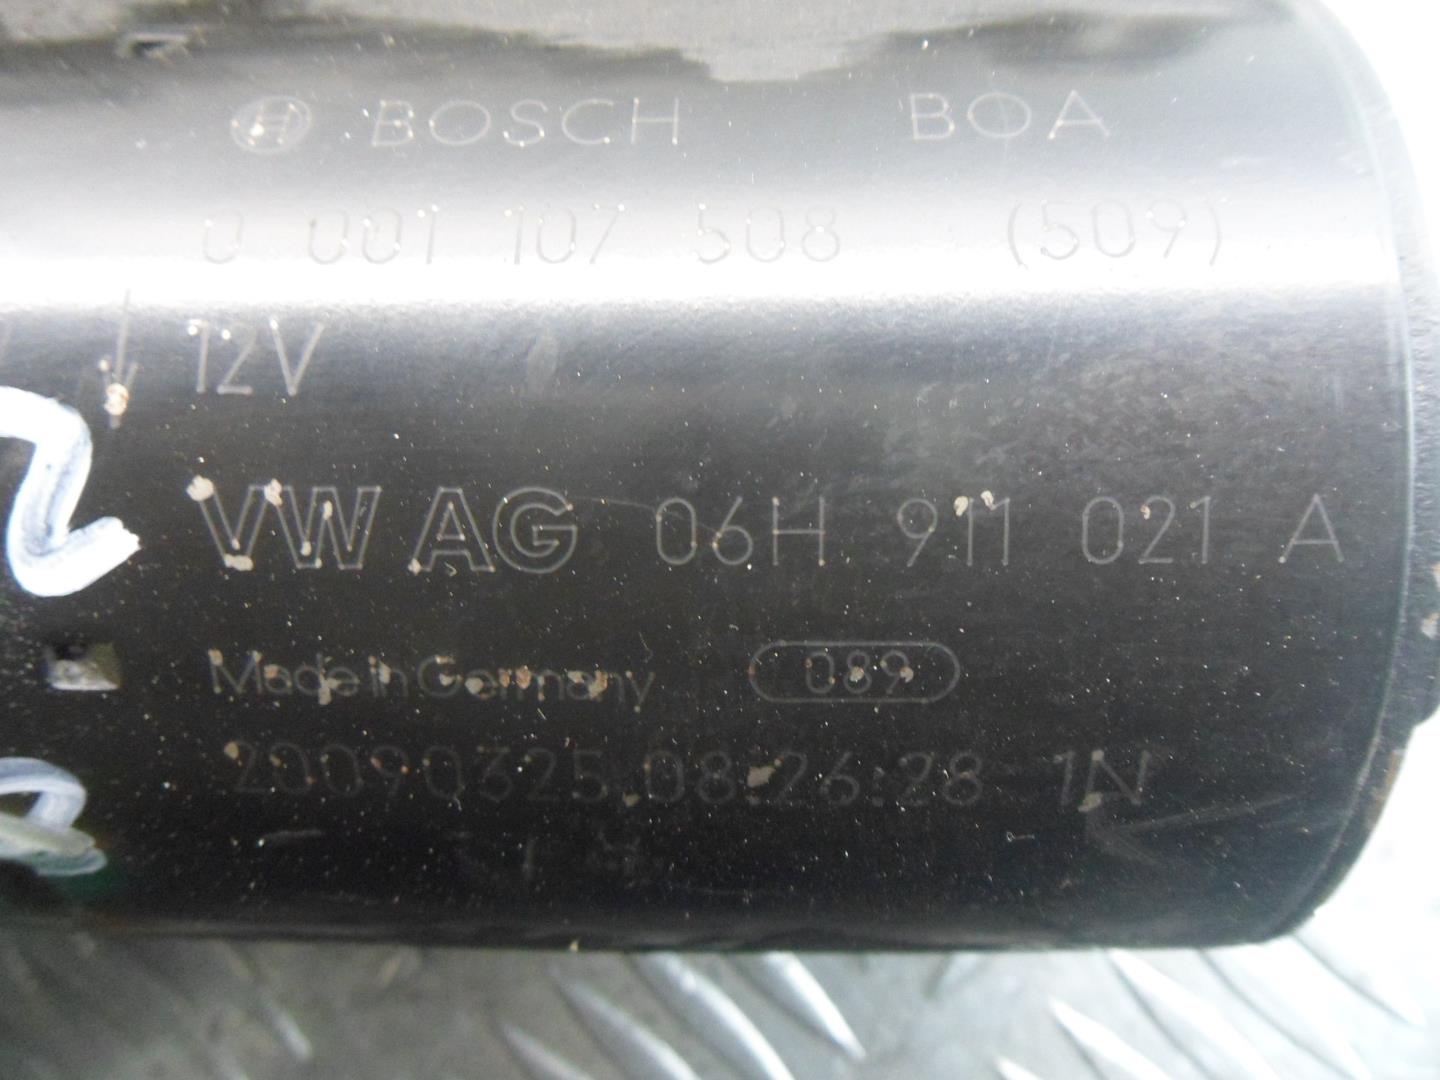 BOSCH BOA
0 001 107 508 (509)
12V
VW AG 06H 911 021 A
Made in Germany 089
20090325 08:26:28 1N